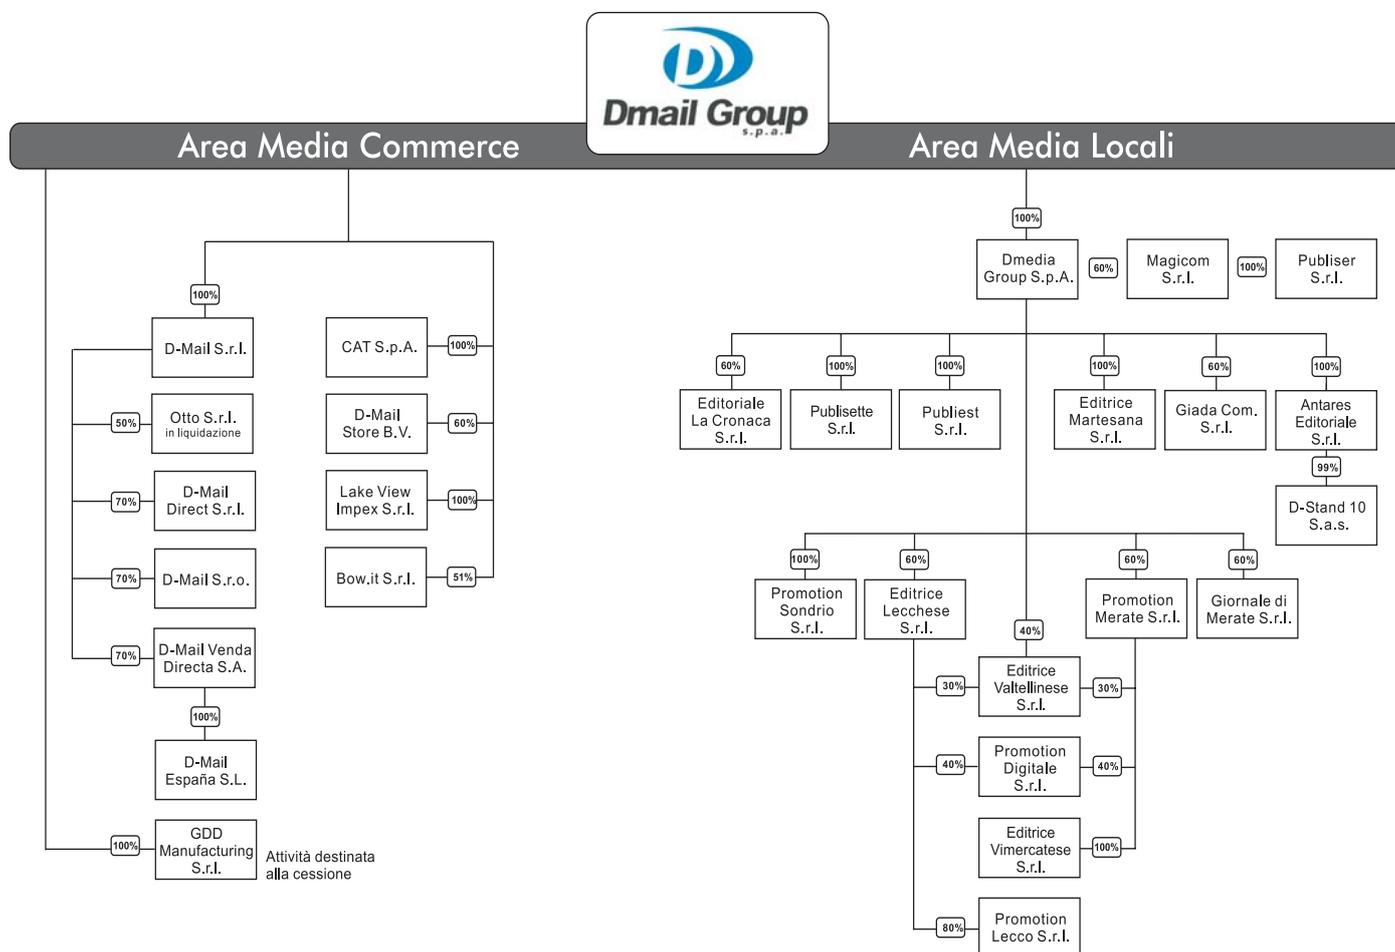 Dmail Group
s.p.a.
Area Media Commerce
Area Media Locali
100%
D-Mail S.r.l.
50%
Otto S.r.l.
in liquidazione
70%
D-Mail
Direct S.r.l.
70%
D-Mail S.r.o.
70%
D-Mail Venda
Directa S.A.
100%
D-Mail
España S.L.
100%
GDD
Manufacturing
S.r.l.
Attività destinata
alla cessione
CAT S.p.A.
100%
D-Mail
Store B.V.
60%
Lake View
Impex S.r.l.
100%
Bow.it S.r.l.
51%
100%
Dmedia
Group S.p.A.
60%
Magicom
S.r.l.
100%
Publiser
S.r.l.
60%
Editoriale
La Cronaca
S.r.l.
100%
Publisette
S.r.l.
100%
Publiest
S.r.l.
100%
Editrice
Martesana
S.r.l.
60%
Giada Com.
S.r.l.
100%
Antares
Editoriale
S.r.l.
99%
D-Stand 10
S.a.s.
100%
Promotion
Sondrio
S.r.l.
60%
Editrice
Lecchese
S.r.l.
60%
Promotion
Merate S.r.l.
60%
Giornale di
Merate S.r.l.
40%
30%
Editrice
Valtellinese
S.r.l.
30%
40%
Promotion
Digitale
S.r.l.
40%
Editrice
Vimercatese
S.r.l.
100%
80%
Promotion
Lecco S.r.l.